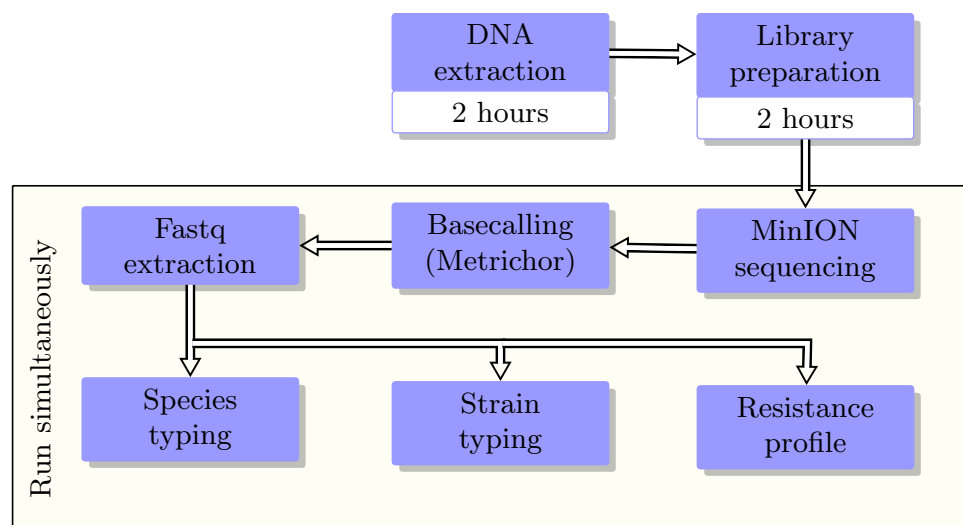 DNA
extraction
2 hours
Library
preparation
2 hours
Run simultaneously
Fastq
extraction
Basecalling
(Metrichor)
MinION
sequencing
Species
typing
Strain
typing
Resistance
profile